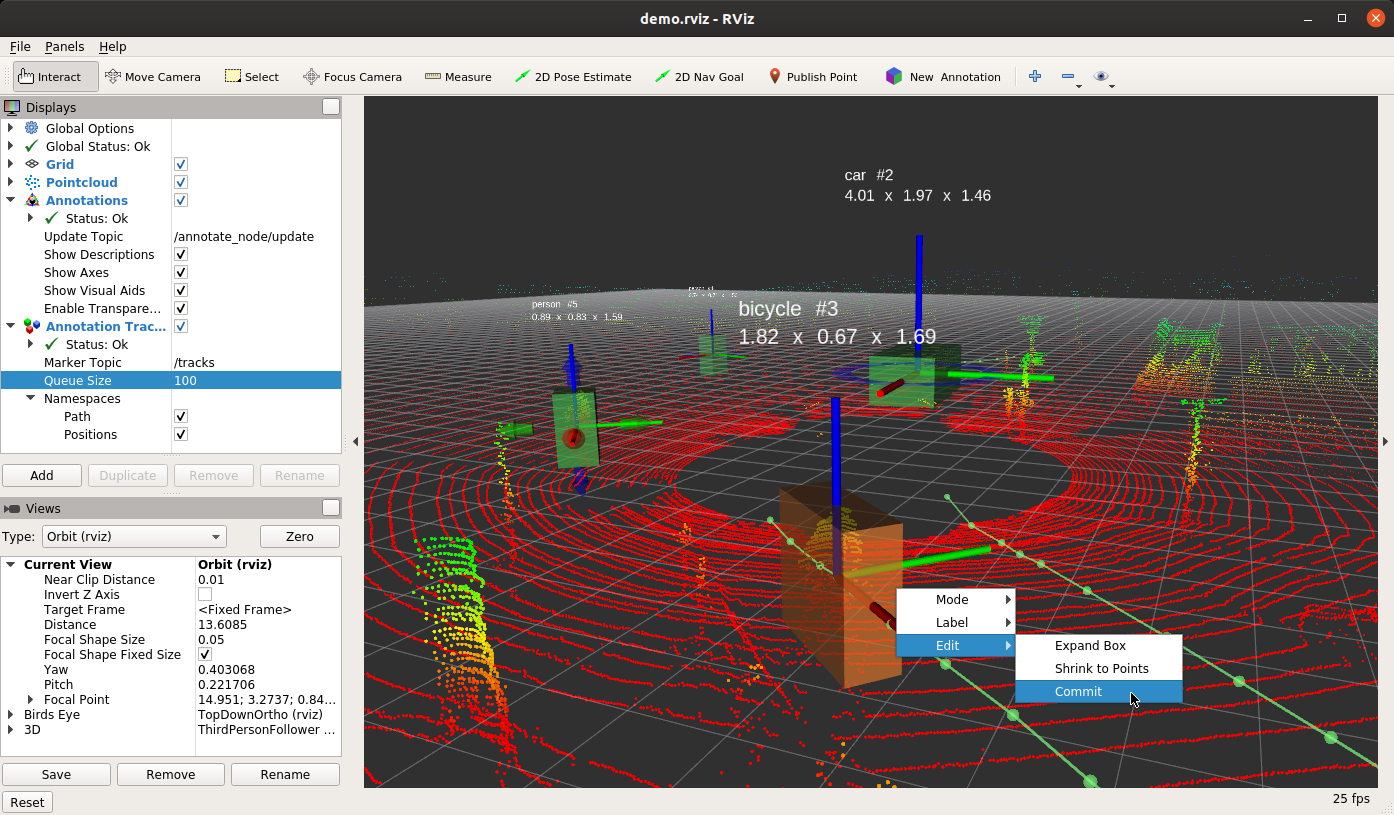 demo.rviz - RViz
File Panels Help
Interact Move Camera Select Focus Camera Measure 2D Pose Estimate 2D Nav Goal Publish Point New Annotation
Displays
Global Options
Global Status: Ok
Grid
Pointcloud
Annotations
Status: Ok
Update Topic /annotate_node/update
Show Descriptions
Show Axes
Show Visual Aids
Enable Transpare...
Annotation Trac...
Status: Ok
Marker Topic /tracks
Queue Size 100
Namespaces
Path
Positions
Add Duplicate Remove Rename
Views
Type: Orbit (rviz) Zero
Current View Orbit (rviz)
Near Clip Distance 0.01
Invert Z Axis
Target Frame <Fixed Frame>
Distance 13.6085
Focal Shape Size 0.05
Focal Shape Fixed Size
Yaw 0.403068
Pitch 0.221706
Focal Point 14.951; 3.2737; 0.84...
Birds Eye TopDownOrtho (rviz)
3D ThirdPersonFollower ...
Save Remove Rename
Reset
car #2
4.01 x 1.97 x 1.46
person #5
0.89 x 0.83 x 1.59
bicycle #3
1.82 x 0.67 x 1.69
Mode
Label
Edit
Expand Box
Shrink to Points
Commit
25 fps